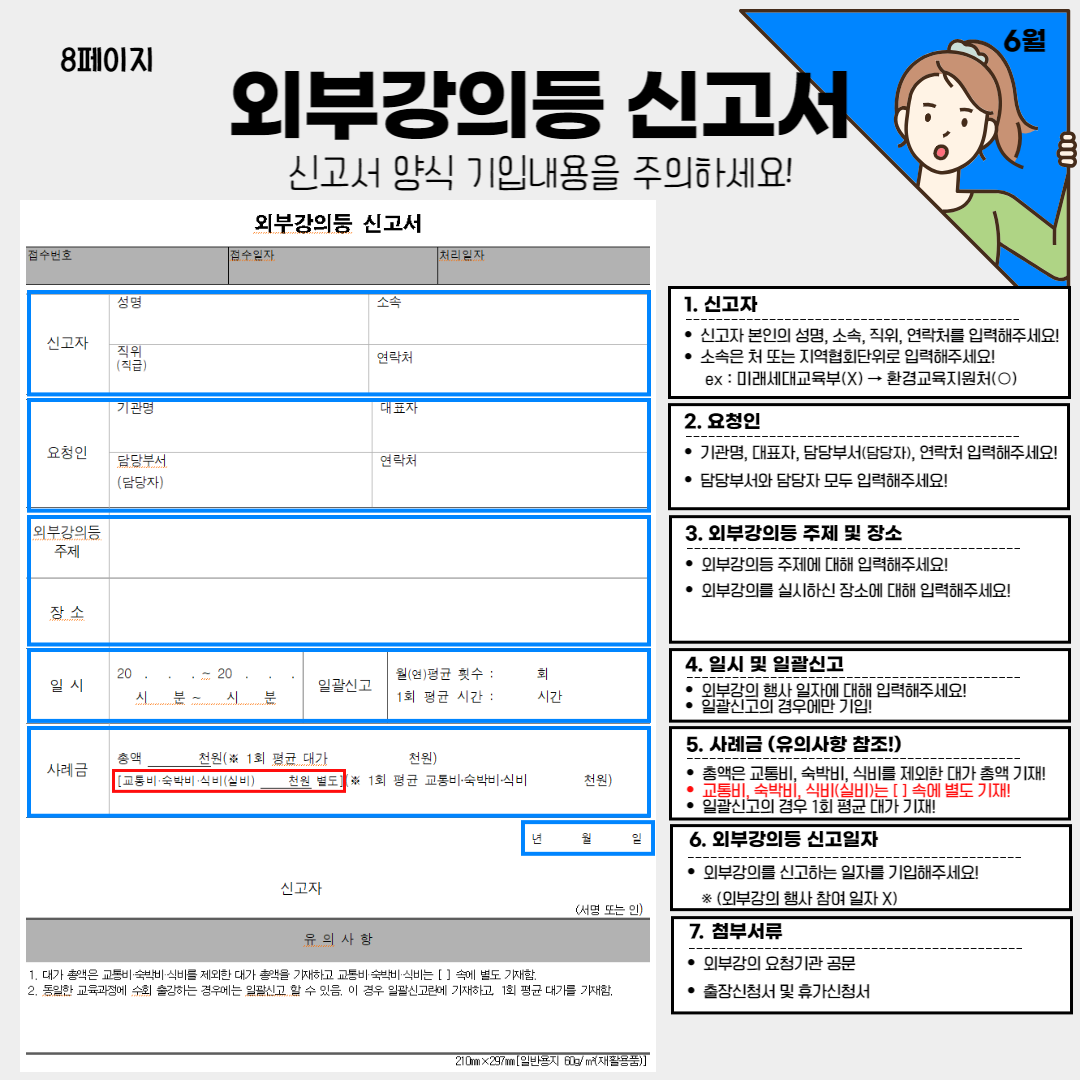 8페이지
6월
외부강의등 신고서
신고서 양식 기입내용을 주의하세요!
외부강의등 신고서
접수번호 접수일자 처리일자
신고자
성명 소속
직위
(직급)
연락처
요청인
기관명 대표자
담당부서
(담당자)
연락처
외부강의등
주제
장 소
일 시
20 . . . ~ 20 . . .
시 분 ~ 시 분
일괄신고
월(연)평균 횟수 : 회
1회 평균 시간 : 시간
사례금
총액 ______천원(※ 1회 평균 대가 천원)
[교통비·숙박비·식비(실비) ____천원 별도](※ 1회 평균 교통비·숙박비·식비 천원)
년 월 일
신고자
(서명 또는 인)
유 의 사 항
1. 대가 총액은 교통비·숙박비·식비를 제외한 대가 총액을 기재하고 교통비·숙박비·식비는 [ ] 속에 별도 기재함.
2. 동일한 교육과정에 수회 출강하는 경우에는 일괄신고 할 수 있음. 이 경우 일괄신고란에 기재하고, 1회 평균 대가를 기재함.
210㎜×297㎜[일반용지 60g/㎡(재활용품)]
1. 신고자
• 신고자 본인의 성명, 소속, 직위, 연락처를 입력해주세요!
• 소속은 처 또는 지역협회단위로 입력해주세요!
ex : 미래세대교육부(X) → 환경교육지원처(○)
2. 요청인
• 기관명, 대표자, 담당부서(담당자), 연락처 입력해주세요!
• 담당부서와 담당자 모두 입력해주세요!
3. 외부강의등 주제 및 장소
• 외부강의등 주제에 대해 입력해주세요!
• 외부강의를 실시하신 장소에 대해 입력해주세요!
4. 일시 및 일괄신고
• 외부강의 행사 일자에 대해 입력해주세요!
• 일괄신고의 경우에만 기입!
5. 사례금 (유의사항 참조!)
• 총액은 교통비, 숙박비, 식비를 제외한 대가 총액 기재!
• 교통비, 숙박비, 식비(실비)는 [ ] 속에 별도 기재!
• 일괄신고의 경우 1회 평균 대가 기재!
6. 외부강의등 신고일자
• 외부강의를 신고하는 일자를 기입해주세요!
※ (외부강의 행사 참여 일자 X)
7. 첨부서류
• 외부강의 요청기관 공문
• 출장신청서 및 휴가신청서